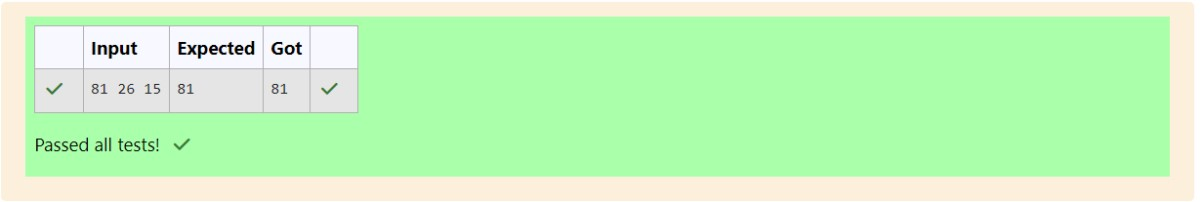 Input Expected Got
81 26 15 81 81
Passed all tests!